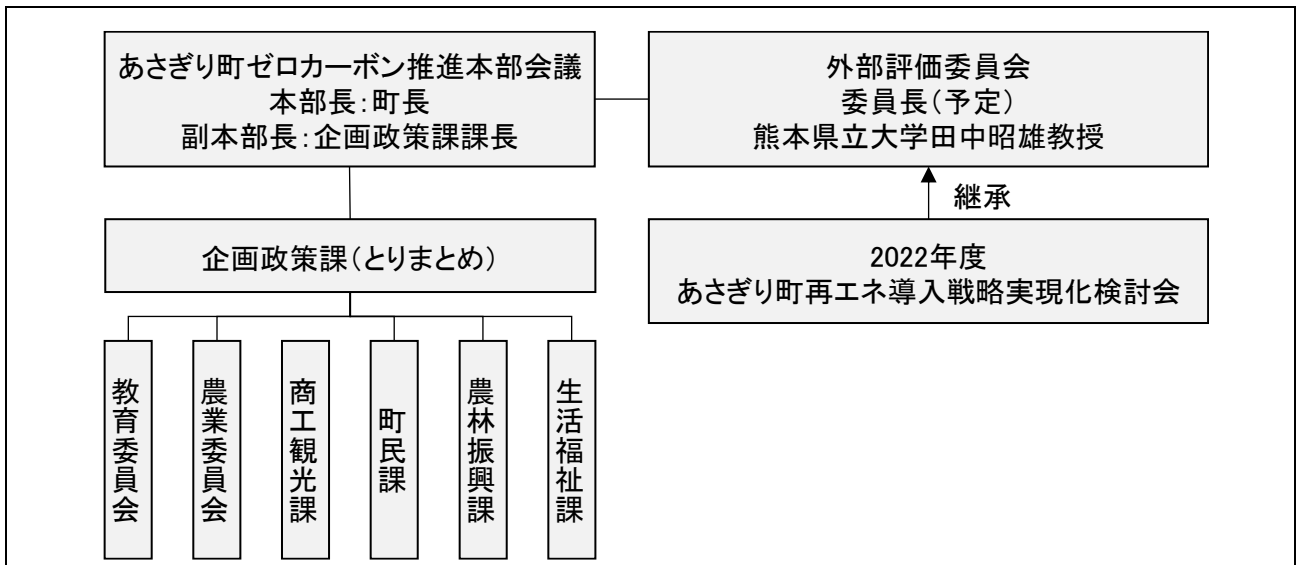 あさぎり町ゼロカーボン推進本部会議
本部長：町長
副本部長：企画政策課課長
外部評価委員会
委員長（予定）
熊本県立大学田中昭雄教授
継承
企画政策課（とりまとめ）
2022年度
あさぎり町再エネ導入戦略実現化検討会
教育委員会
農業委員会
商工観光課
町民課
農林振興課
生活福祉課